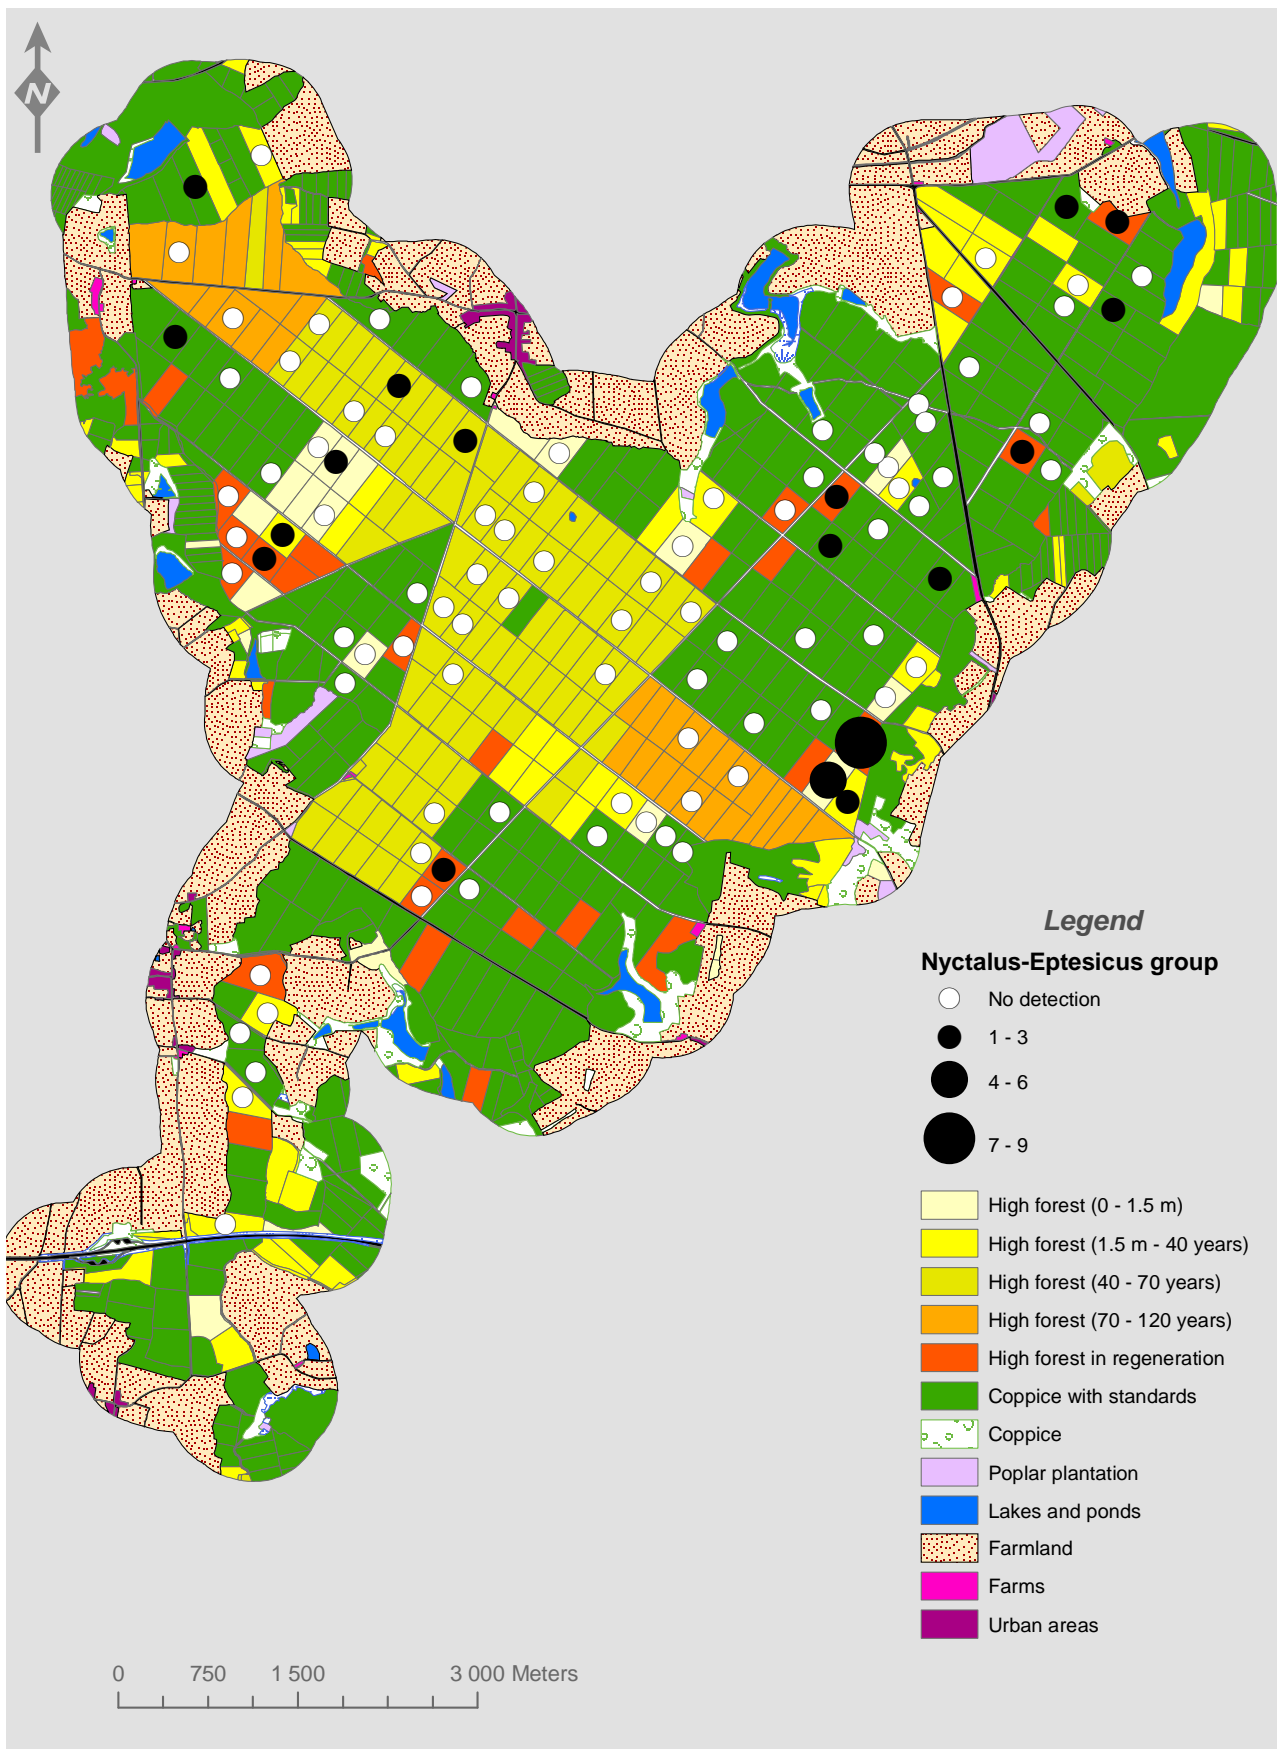 N
Legend
Nyctalus-Eptesicus group
No detection
1 - 3
4 - 6
7 - 9
High forest (0 - 1.5 m)
High forest (1.5 m - 40 years)
High forest (40 - 70 years)
High forest (70 - 120 years)
High forest in regeneration
Coppice with standards
Coppice
Poplar plantation
Lakes and ponds
Farmland
Farms
Urban areas
0 750 1 500 3 000 Meters